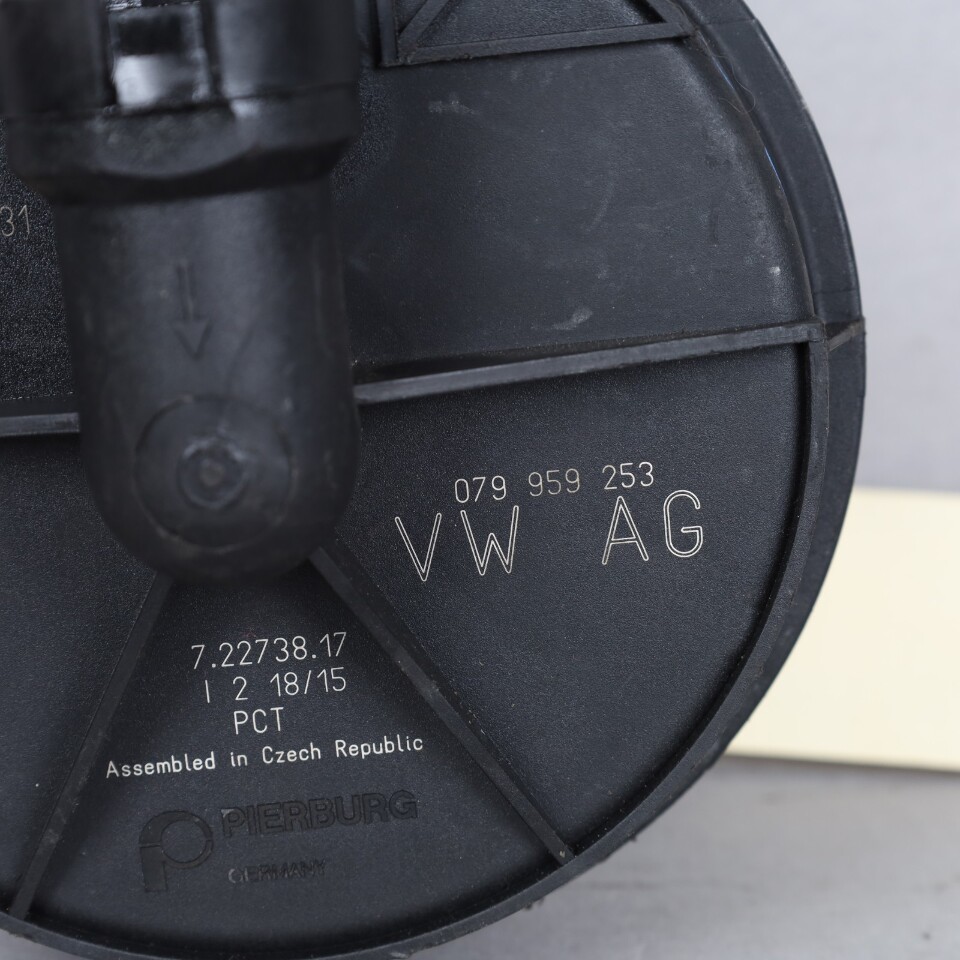 31
079 959 253
VW AG
7.22738.17
I 2 18/15
PCT
Assembled in Czech Republic
PIERBURG
GERMANY